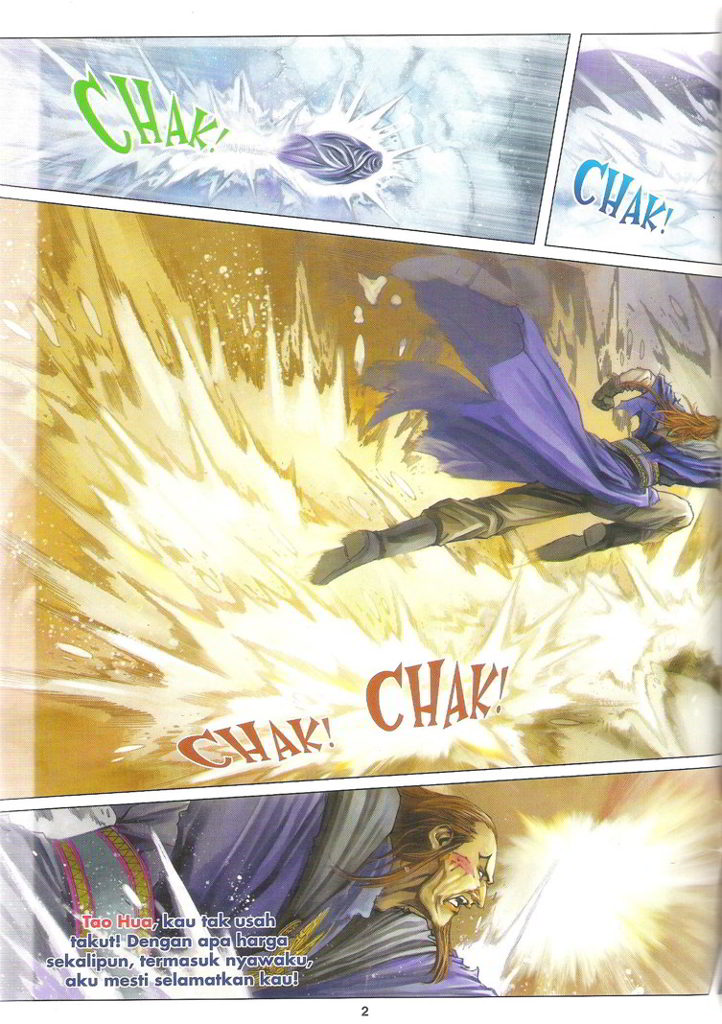 CHAK!
CHAK!
CHAK!
CHAK!
Tao Hua, kau tak usah
takut! Dengan apa harga
sekalipun, termasuk nyawaku,
aku mesti selamatkan kau!
2